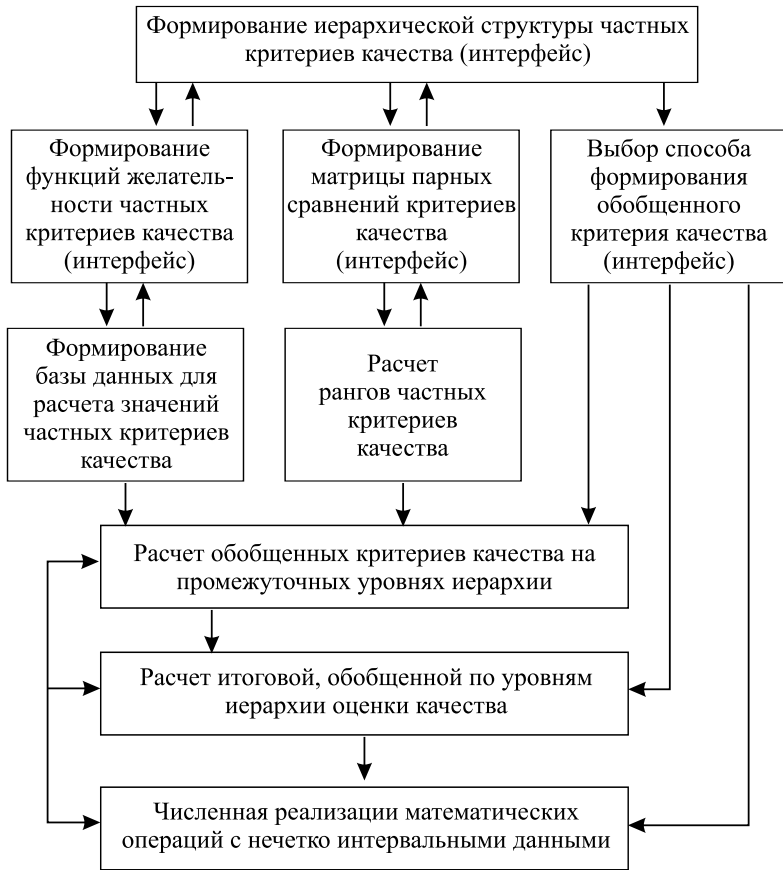 Формирование иерархической структуры частных
критериев качества (интерфейс)
Формирование
функций желатель-
ности частных
критериев качества
(интерфейс)
Формирование
матрицы парных
сравнений критериев
качества
(интерфейс)
Выбор способа
формирования
обобщенного
критерия качества
(интерфейс)
Формирование
базы данных для
расчета значений
частных критериев
качества
Расчет
рангов частных
критериев
качества
Расчет обобщенных критериев качества на
промежуточных уровнях иерархии
Расчет итоговой, обобщенной по уровням
иерархии оценки качества
Численная реализации математических
операций с нечетко интервальными данными